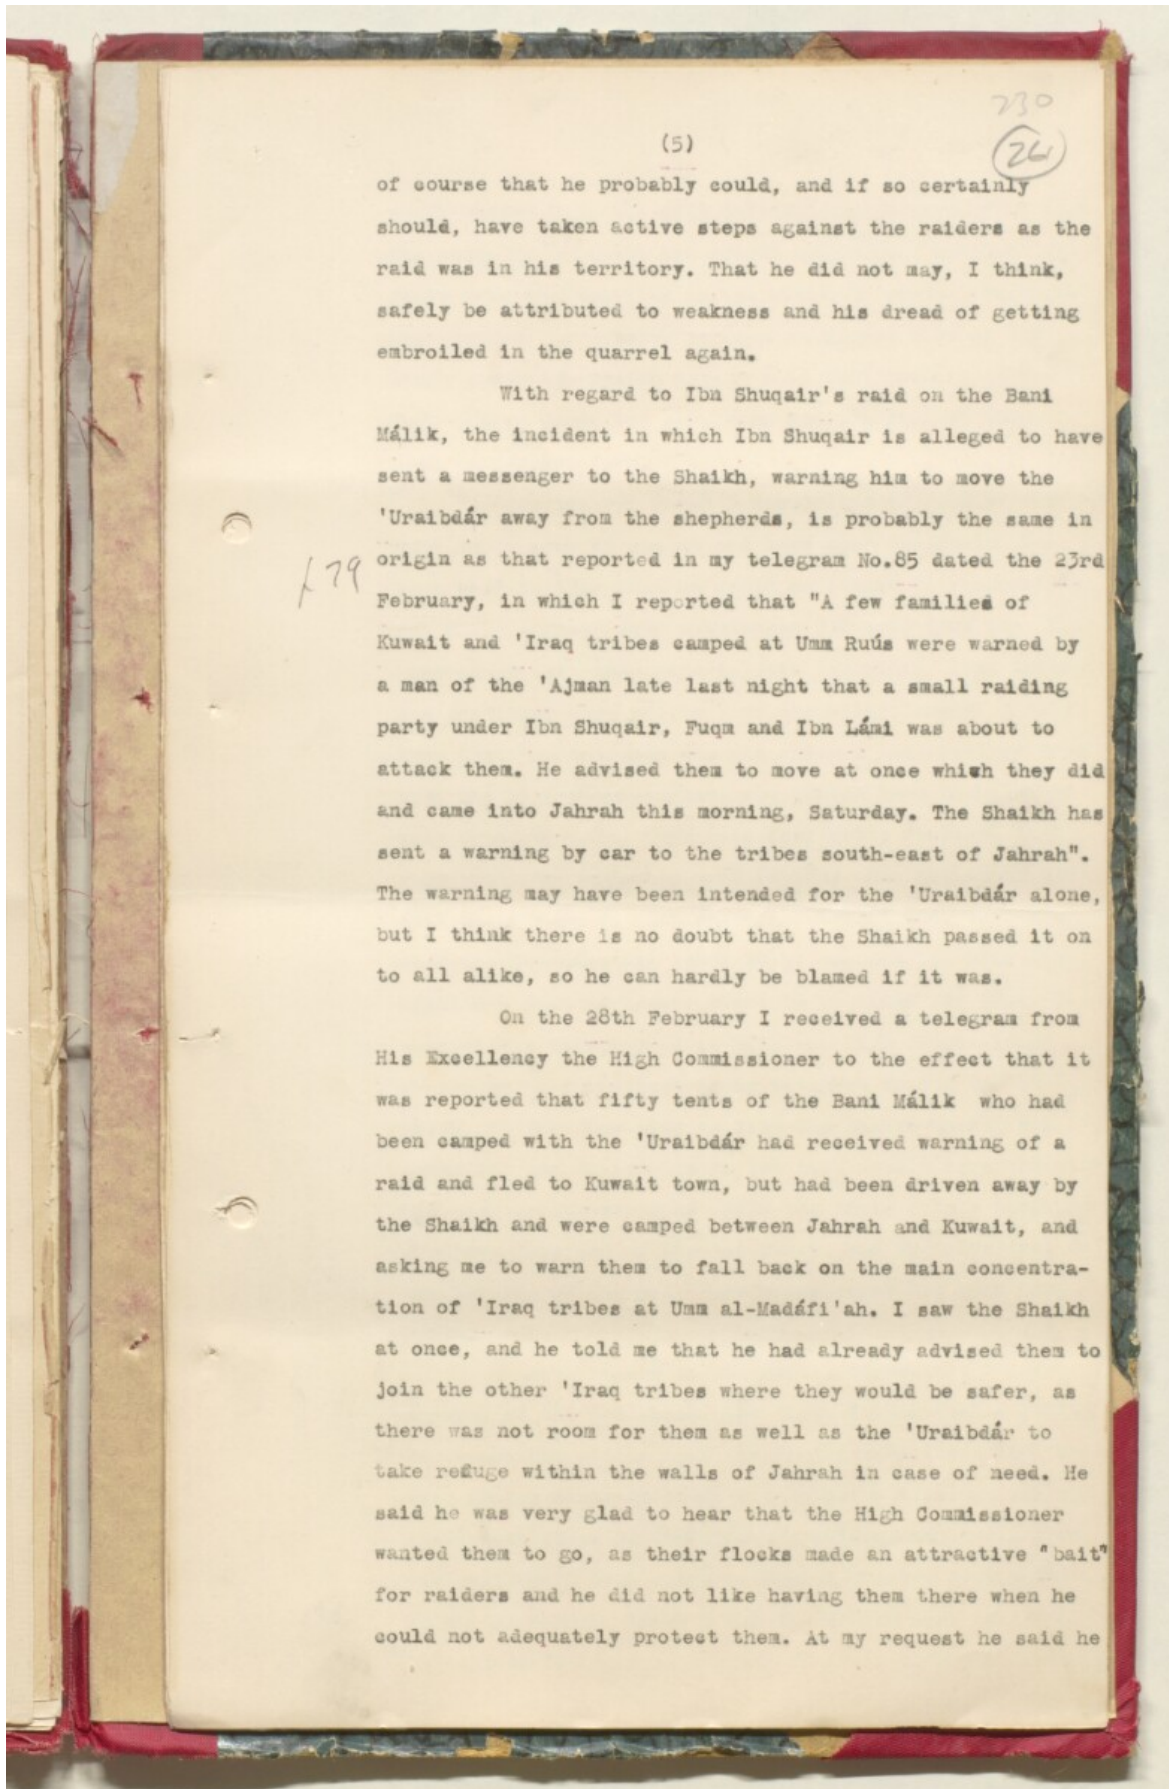 230
(5)
26
of course that he probably could, and if so certainly
should, have taken active steps against the raiders as the
raid was in his territory. That he did not may, I think,
safely be attributed to weakness and his dread of getting
embroiled in the quarrel again.
With regard to Ibn Shuqair's raid on the Bani
Málik, the incident in which Ibn Shuqair is alleged to have
sent a messenger to the Shaikh, warning him to move the
'Uraibdár away from the shepherds, is probably the same in
origin as that reported in my telegram No.85 dated the 23rd
79
February, in which I reported that "A few families of
Kuwait and 'Iraq tribes camped at Umm Ruús were warned by
a man of the 'Ajman late last night that a small raiding
party under Ibn Shuqair, Fuqm and Ibn Lámi was about to
attack them. He advised them to move at once which they did
and came into Jahrah this morning, Saturday. The Shaikh has
sent a warning by car to the tribes south-east of Jahrah".
The warning may have been intended for the 'Uraibdár alone,
but I think there is no doubt that the Shaikh passed it on
to all alike, so he can hardly be blamed if it was.
On the 28th February I received a telegram from
His Excellency the High Commissioner to the effect that it
was reported that fifty tents of the Bani Málik who had
been camped with the 'Uraibdár had received warning of a
raid and fled to Kuwait town, but had been driven away by
the Shaikh and were camped between Jahrah and Kuwait, and
asking me to warn them to fall back on the main concentra-
tion of 'Iraq tribes at Umm al-Madáfi'ah. I saw the Shaikh
at once, and he told me that he had already advised them to
join the other 'Iraq tribes where they would be safer, as
there was not room for them as well as the 'Uraibdár to
take refuge within the walls of Jahrah in case of need. He
said he was very glad to hear that the High Commissioner
wanted them to go, as their flocks made an attractive "bait"
for raiders and he did not like having them there when he
could not adequately protect them. At my request he said he